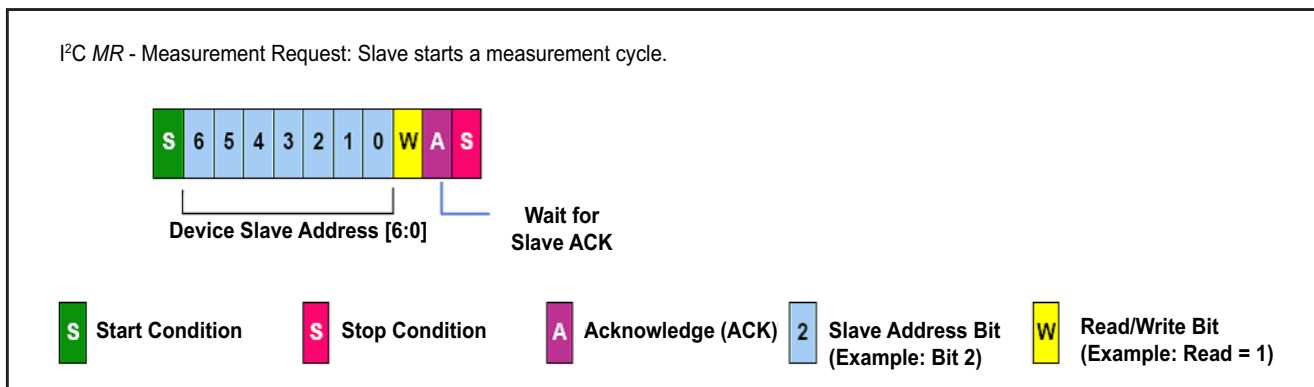 I²C MR - Measurement Request: Slave starts a measurement cycle.
S 6 5 4 3 2 1 0 W A S
Device Slave Address [6:0]
Wait for
Slave ACK
S Start Condition
S Stop Condition
A Acknowledge (ACK)
2 Slave Address Bit
(Example: Bit 2)
W Read/Write Bit
(Example: Read = 1)